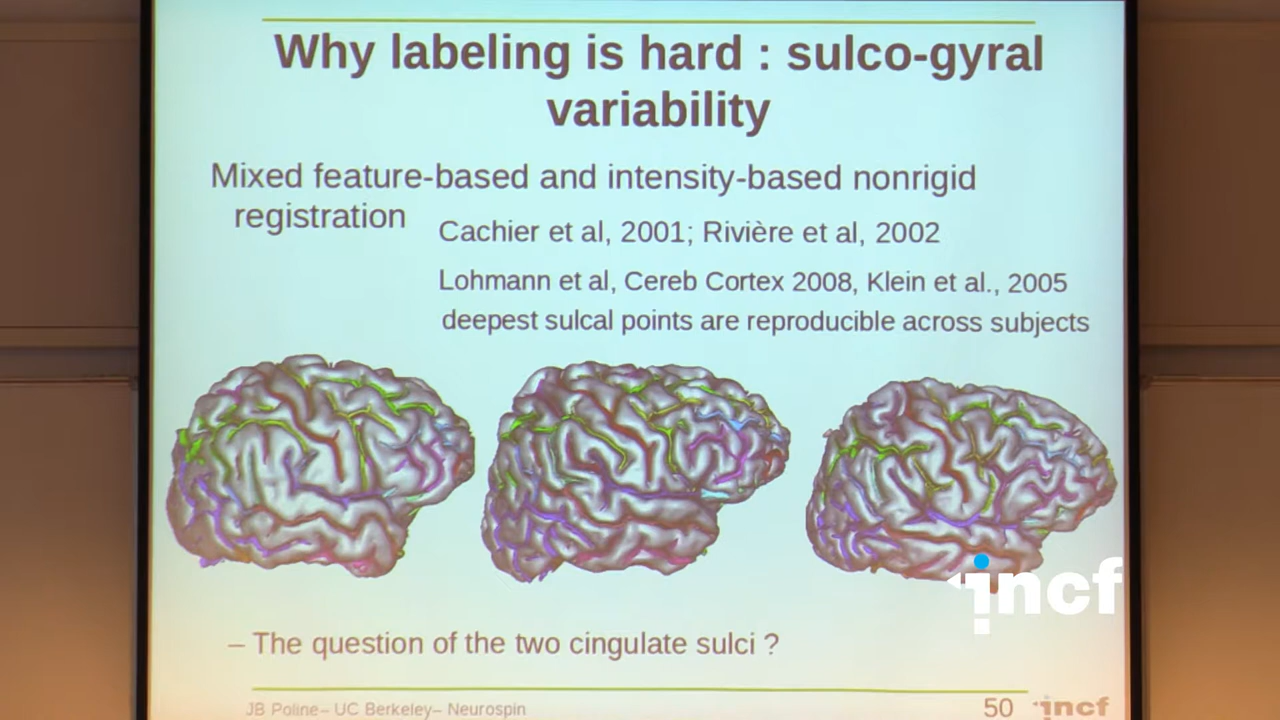 Why labeling is hard : sulco-gyral
variability
Mixed feature-based and intensity-based nonrigid
registration
Cachier et al, 2001; Rivière et al, 2002
Lohmann et al, Cereb Cortex 2008, Klein et al., 2005
deepest sulcal points are reproducible across subjects
incf
– The question of the two cingulate sulci ?
JB Poline– UC Berkeley– Neurospin
50
incf